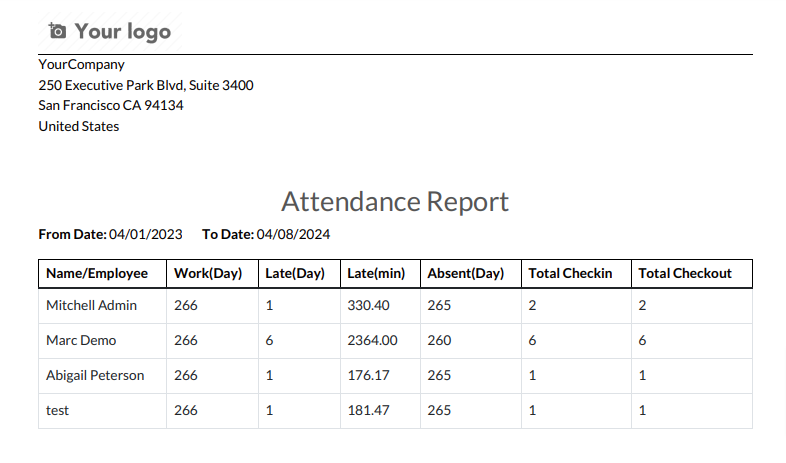 Your logo
YourCompany
250 Executive Park Blvd, Suite 3400
San Francisco CA 94134
United States
Attendance Report
From Date: 04/01/2023 To Date: 04/08/2024
Name/Employee Work(Day) Late(Day) Late(min) Absent(Day) Total Checkin Total Checkout
Mitchell Admin 266 1 330.40 265 2 2
Marc Demo 266 6 2364.00 260 6 6
Abigail Peterson 266 1 176.17 265 1 1
test 266 1 181.47 265 1 1